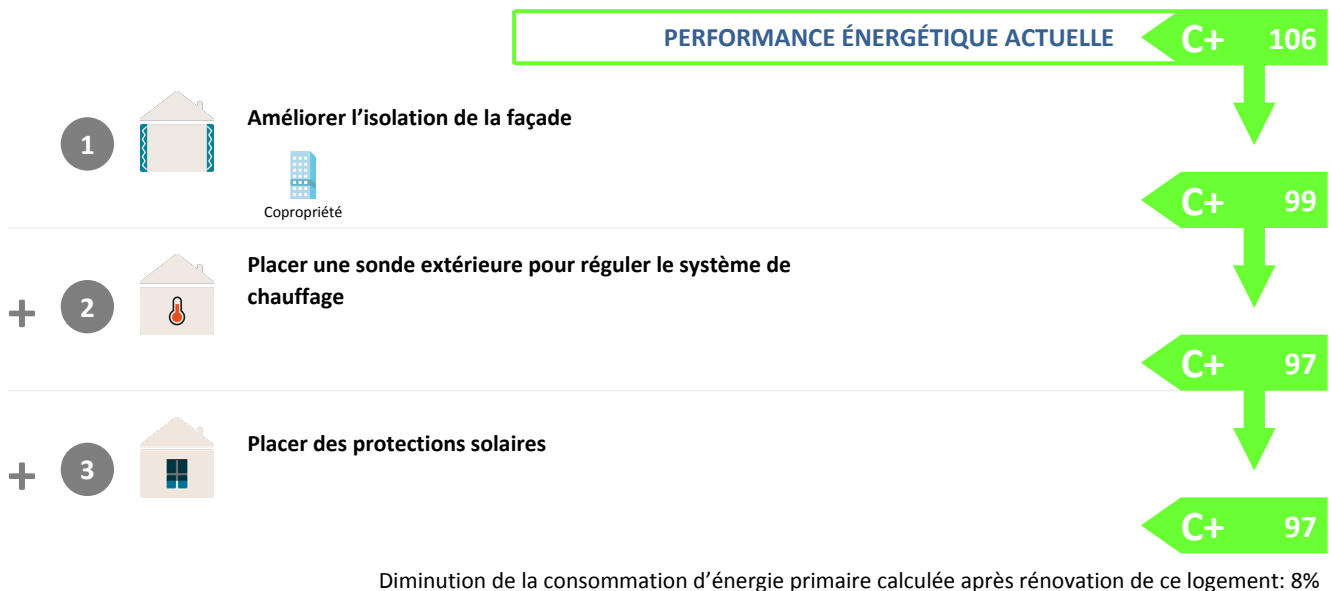 PERFORMANCE ÉNERGÉTIQUE ACTUELLE C+ 106
1 Améliorer l’isolation de la façade
Copropriété
C+ 99
+ 2 Placer une sonde extérieure pour réguler le système de
chauffage
C+ 97
+ 3 Placer des protections solaires
C+ 97
Diminution de la consommation d’énergie primaire calculée après rénovation de ce logement: 8%